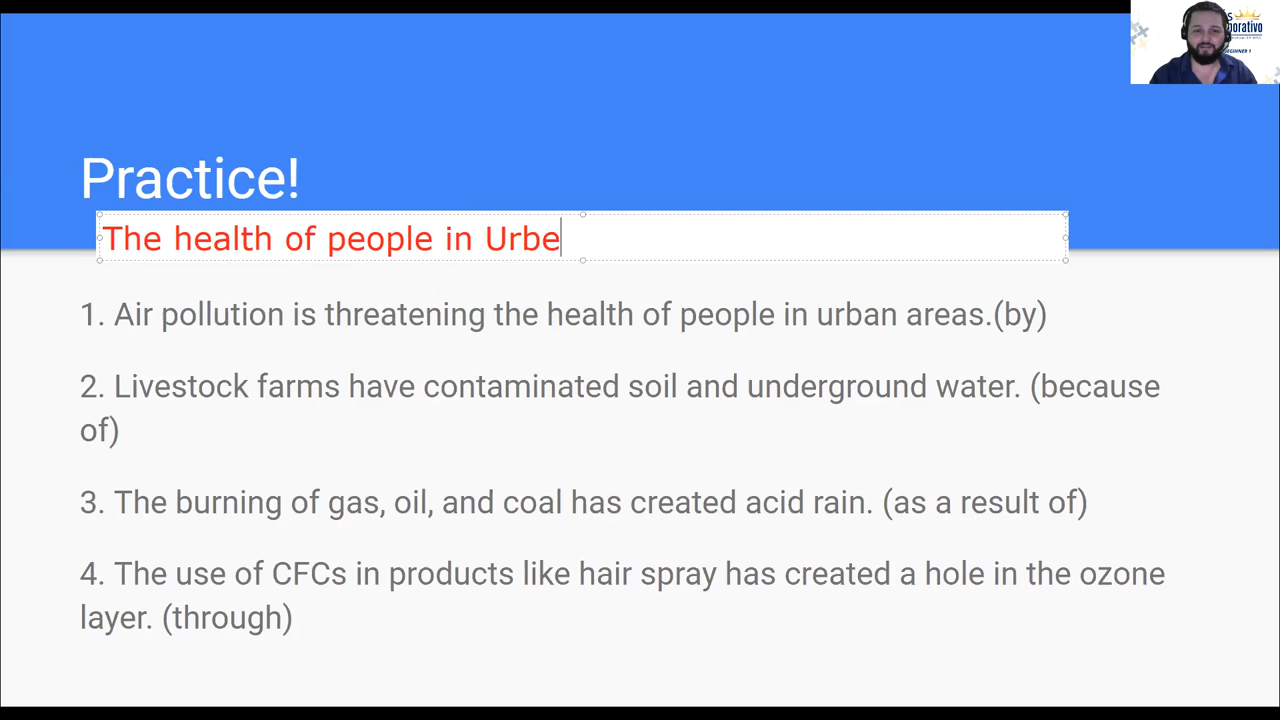 Practice!
The health of people in Urbe
1. Air pollution is threatening the health of people in urban areas.(by)
2. Livestock farms have contaminated soil and underground water. (because
of)
3. The burning of gas, oil, and coal has created acid rain. (as a result of)
4. The use of CFCs in products like hair spray has created a hole in the ozone
layer. (through)